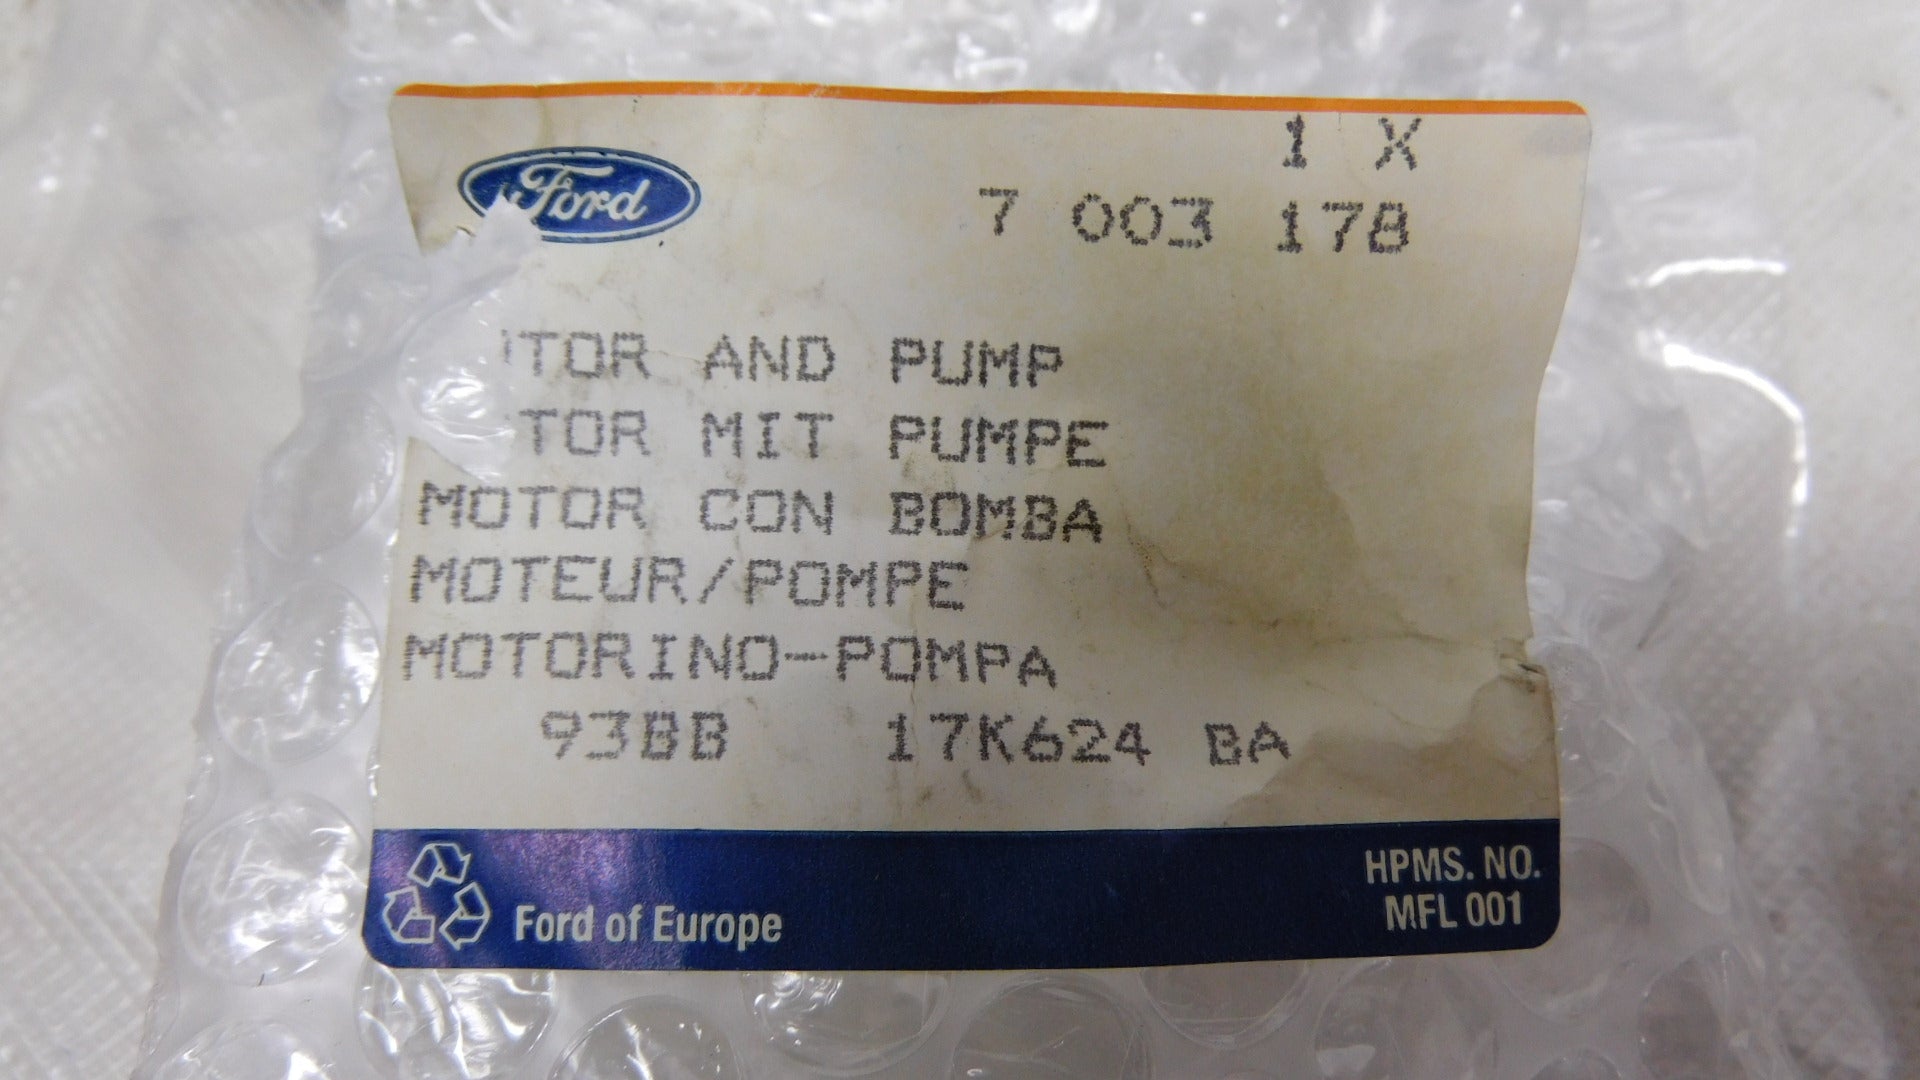 1 X
Ford
7 003 178
TOR AND PUMP
TOR MIT PUMPE
MOTOR CON BOMBA
MOTEUR/POMPE
MOTORINO-POMPA
93BB 17K624 BA
HPMS. NO.
MFL 001
Ford of Europe